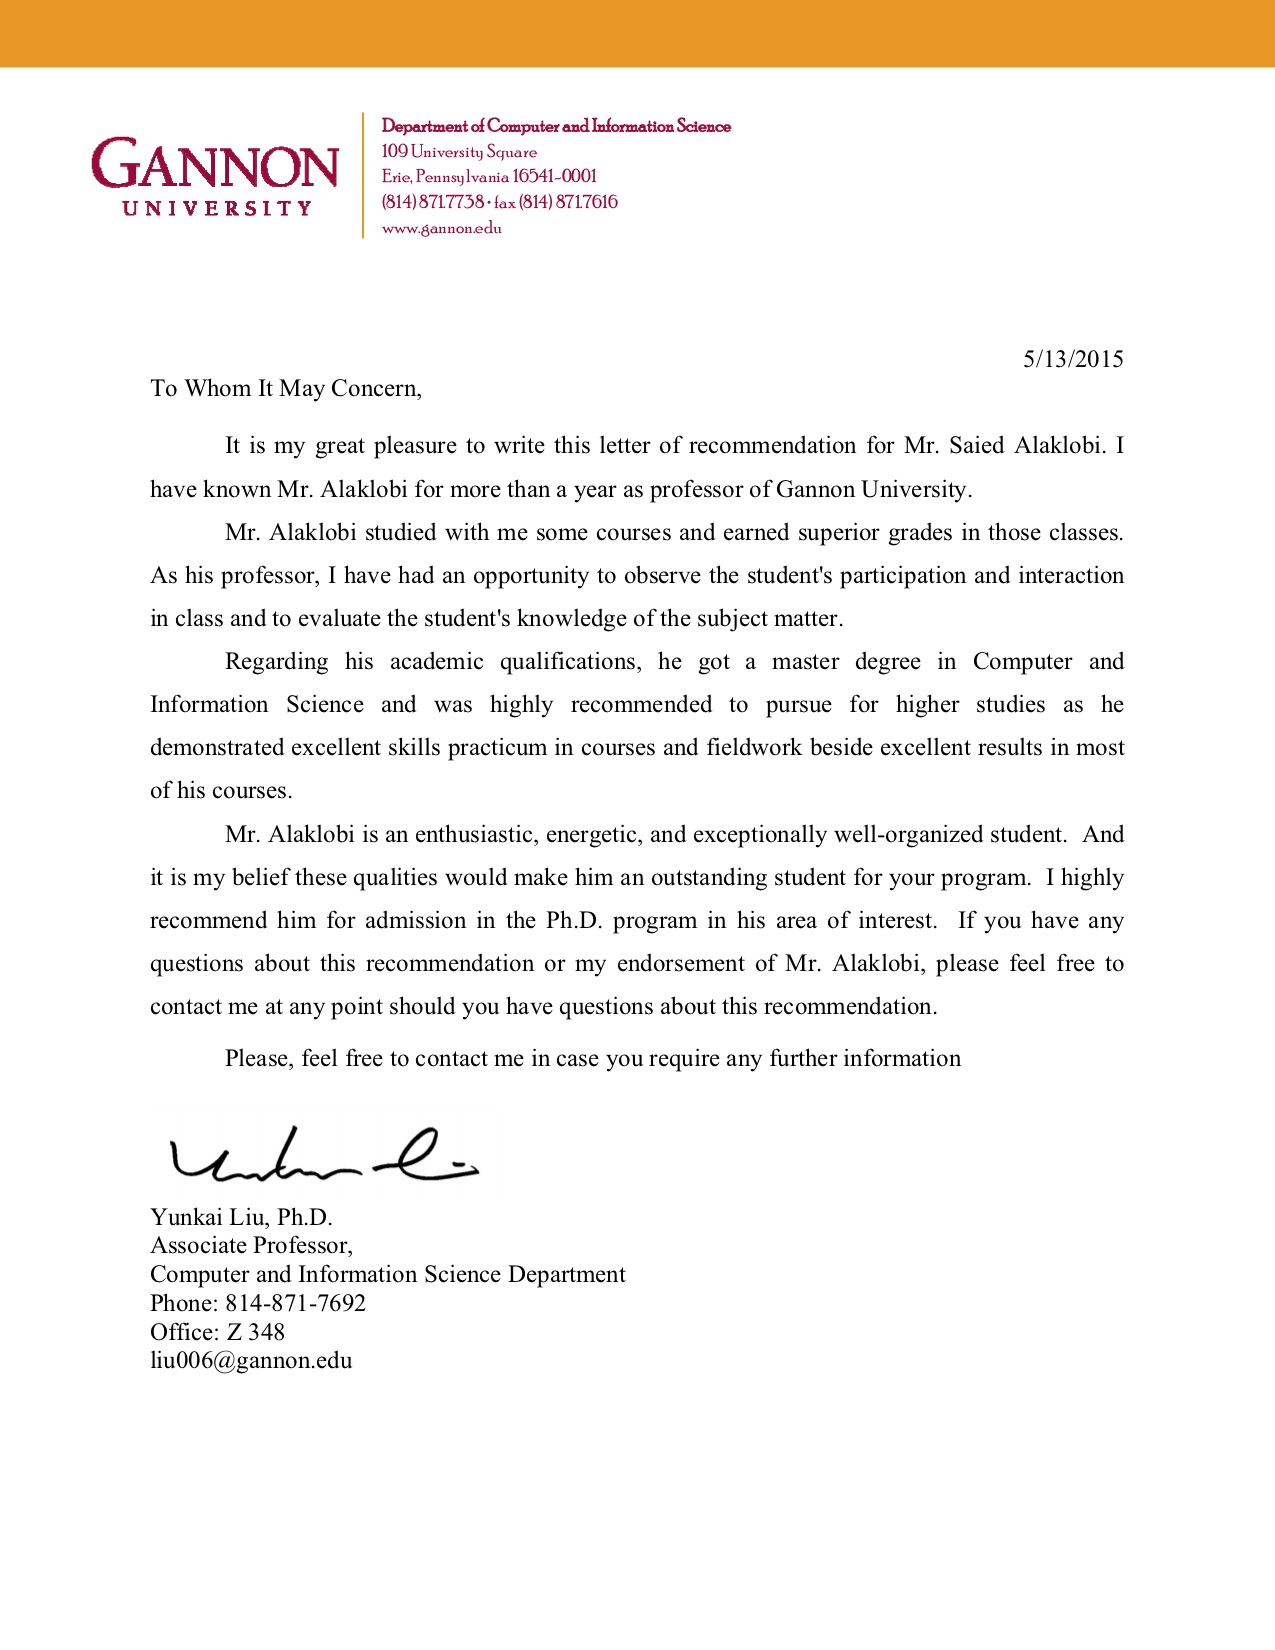 GANNON
UNIVERSITY
Department of Computer and Information Science
109 University Square
Erie, Pennsylvania 16541-0001
(814) 871.7738 • fax (814) 871.7616
www.gannon.edu
5/13/2015
To Whom It May Concern,
It is my great pleasure to write this letter of recommendation for Mr. Saied Alaklobi. I
have known Mr. Alaklobi for more than a year as professor of Gannon University.
Mr. Alaklobi studied with me some courses and earned superior grades in those classes.
As his professor, I have had an opportunity to observe the student's participation and interaction
in class and to evaluate the student's knowledge of the subject matter.
Regarding his academic qualifications, he got a master degree in Computer and
Information Science and was highly recommended to pursue for higher studies as he
demonstrated excellent skills practicum in courses and fieldwork beside excellent results in most
of his courses.
Mr. Alaklobi is an enthusiastic, energetic, and exceptionally well-organized student.  And
it is my belief these qualities would make him an outstanding student for your program.  I highly
recommend him for admission in the Ph.D. program in his area of interest.  If you have any
questions about this recommendation or my endorsement of Mr. Alaklobi, please feel free to
contact me at any point should you have questions about this recommendation.
Please, feel free to contact me in case you require any further information
Yunkai Liu, Ph.D.
Associate Professor,
Computer and Information Science Department
Phone: 814-871-7692
Office: Z 348
liu006@gannon.edu